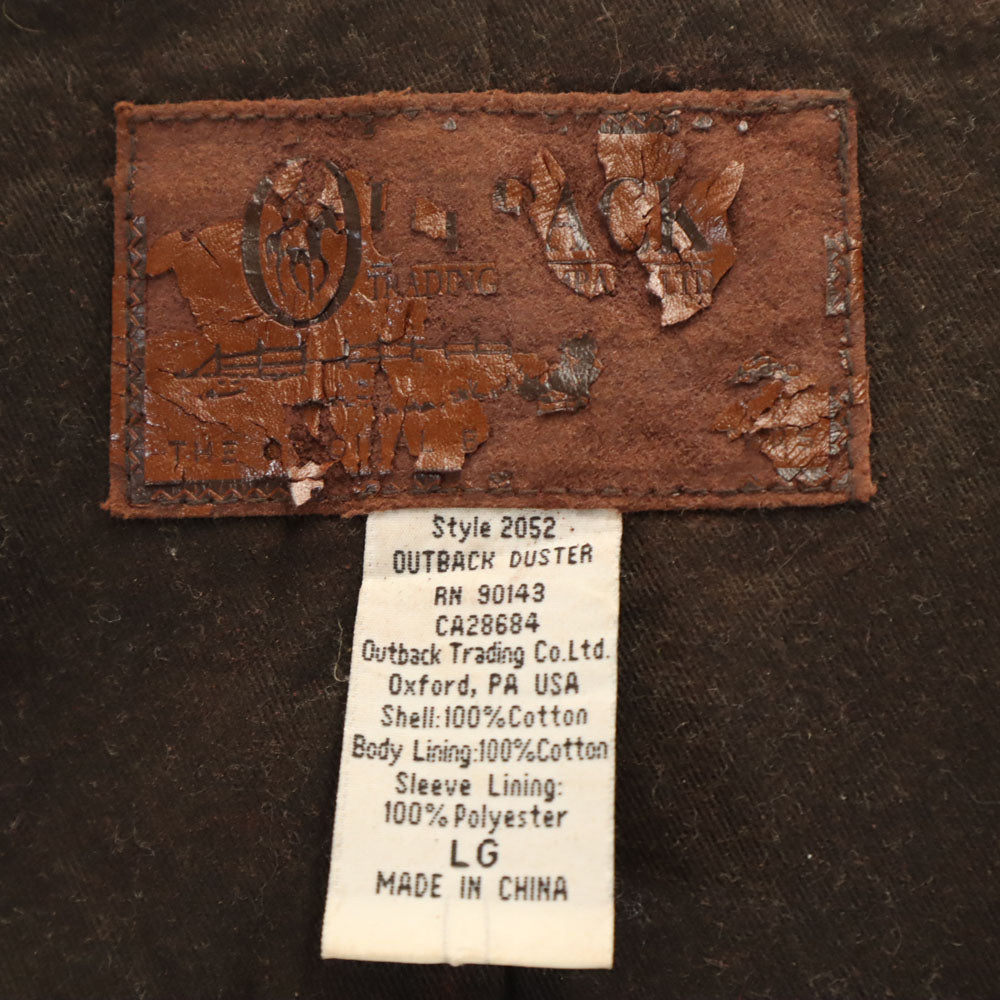 TRADING
THE
Style 2052
OUTBACK DUSTER
RN 90143
CA28684
Outback Trading Co.Ltd.
Oxford, PA USA
Shell:100%Cotton
Body Lining:100%Cotton
Sleeve Lining:
100% Polyester
LG
MADE IN CHINA